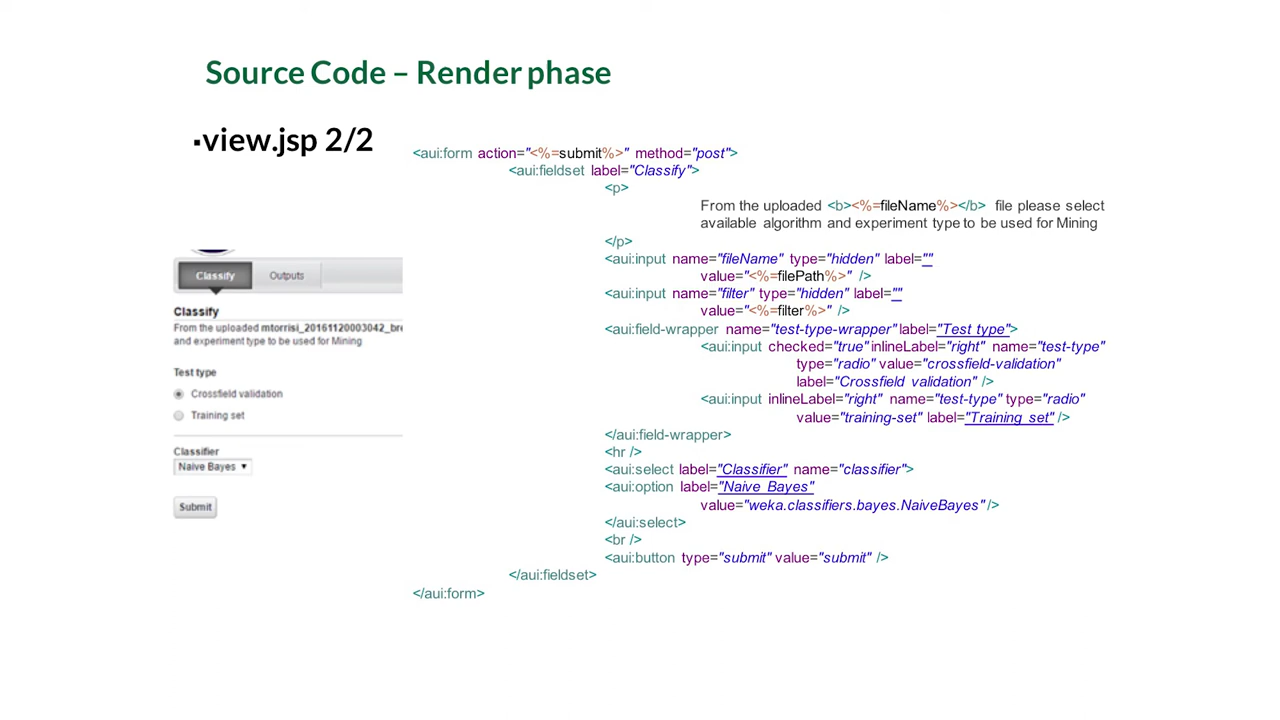 Source Code – Render phase
▪view.jsp 2/2
<aui:form action="<%=submit%>" method="post">
<aui:fieldset label="Classify">
<p>
From the uploaded <b><%=fileName%></b> file please select
available algorithm and experiment type to be used for Mining
</p>
<aui:input name="fileName" type="hidden" label=""
value="<%=filePath%>" />
<aui:input name="filter" type="hidden" label=""
value="<%=filter%>" />
<aui:field-wrapper name="test-type-wrapper" label="Test type">
<aui:input checked="true" inlineLabel="right" name="test-type"
type="radio" value="crossfield-validation"
label="Crossfield validation" />
<aui:input inlineLabel="right" name="test-type" type="radio"
value="training-set" label="Training set" />
</aui:field-wrapper>
<hr />
<aui:select label="Classifier" name="classifier">
<aui:option label="Naive Bayes"
value="weka.classifiers.bayes.NaiveBayes" />
</aui:select>
<br />
<aui:button type="submit" value="submit" />
</aui:fieldset>
</aui:form>
Classify Outputs
Classify
From the uploaded mtorrisi_20161120003042_bre
and experiment type to be used for Mining
Test type
Crossfield validation
Training set
Classifier
Naive Bayes ▼
Submit